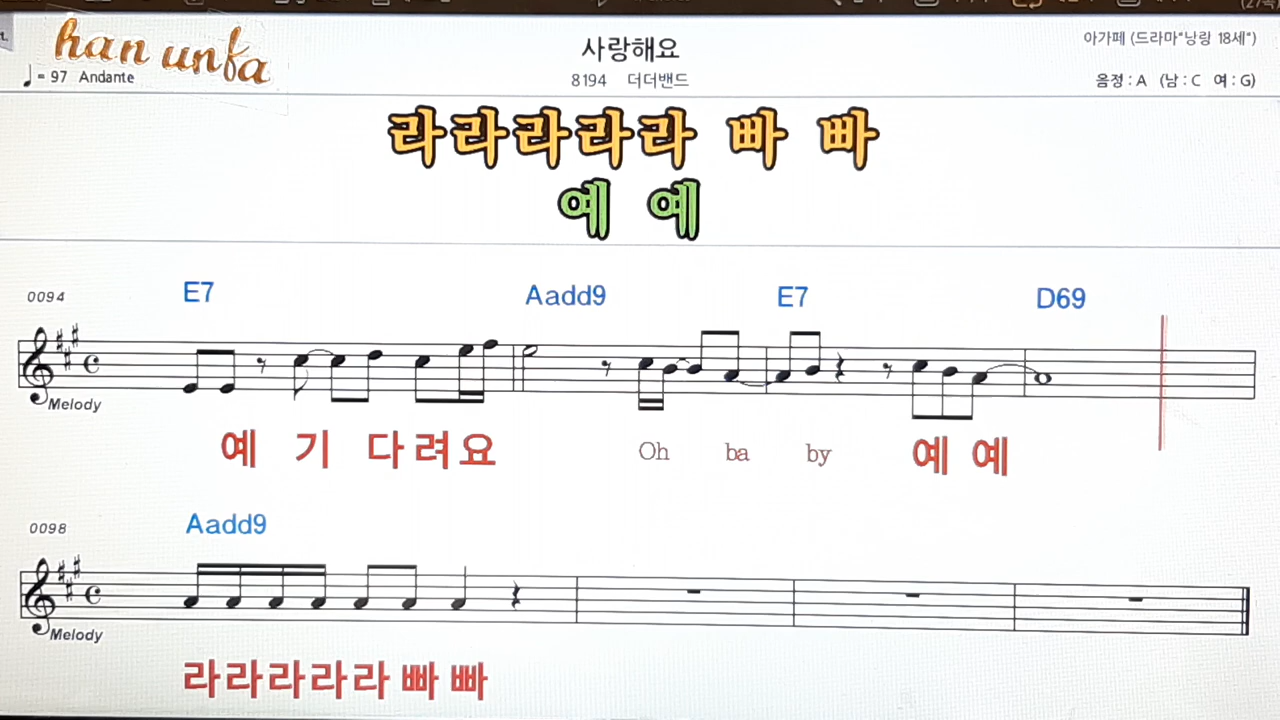 han unfa
사랑해요
아가페 (드라마"낭랑 18세")
♩= 97 Andante
8194 더더밴드
음정 : A (남 : C 여 : G)
라라라라라 빠 빠
예 예
0094 E7 Aadd9 E7 D69
Melody
예 기 다 려 요 Oh ba by 예 예
0098 Aadd9
Melody
라라라라라 빠 빠